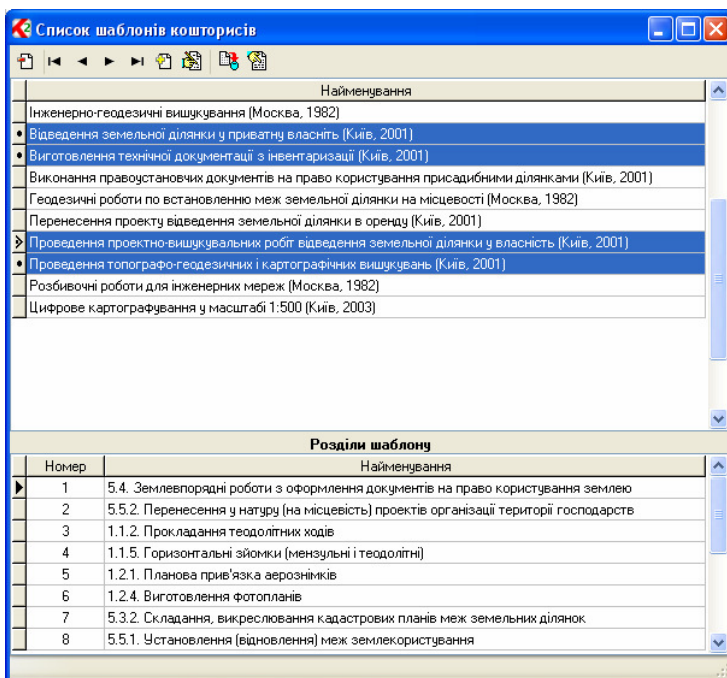 Список шаблонів кошторисів
Найменування
Інженерно-геодезичні вишукування (Москва, 1982)
Відведення земельної ділянки у приватну власніть (Київ, 2001)
Виготовлення технічної документації з інвентаризації (Київ, 2001)
Виконання правоустановчих документів на право користування присадибними ділянками (Київ, 2001)
Геодезичні роботи по встановленню меж земельної ділянки на місцевості (Москва, 1982)
Перенесення проекту відведення земельної ділянки в оренду (Київ, 2001)
Проведення проектно-вишукувальних робіт відведення земельної ділянки у власність (Київ, 2001)
Проведення топографо-геодезичних і картографічних вишукувань (Київ, 2001)
Розбивочні роботи для інженерних мереж (Москва, 1982)
Цифрове картографування у масштабі 1:500 (Київ, 2003)
Розділи шаблону
Номер Найменування
1 5.4. Землевпорядні роботи з оформлення документів на право користування землею
2 5.5.2. Перенесення у натуру (на місцевість) проектів організації території господарств
3 1.1.2. Прокладання теодолітних ходів
4 1.1.5. Горизонтальні зйомки (мензульні і теодолітні)
5 1.2.1. Планова прив'язка аерознімків
6 1.2.4. Виготовлення фотопланів
7 5.3.2. Складання, викреслювання кадастрових планів меж земельних ділянок
8 5.5.1. Установлення (відновлення) меж землекористування